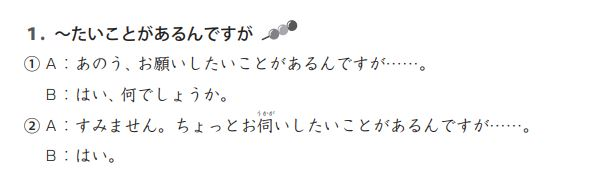 1．〜たいことがあるんですが
① A：あのう、お願いしたいことがあるんですが……。
B：はい、何でしょうか。
うかが
② A：すみません。ちょっとお伺いしたいことがあるんですが……。
B：はい。